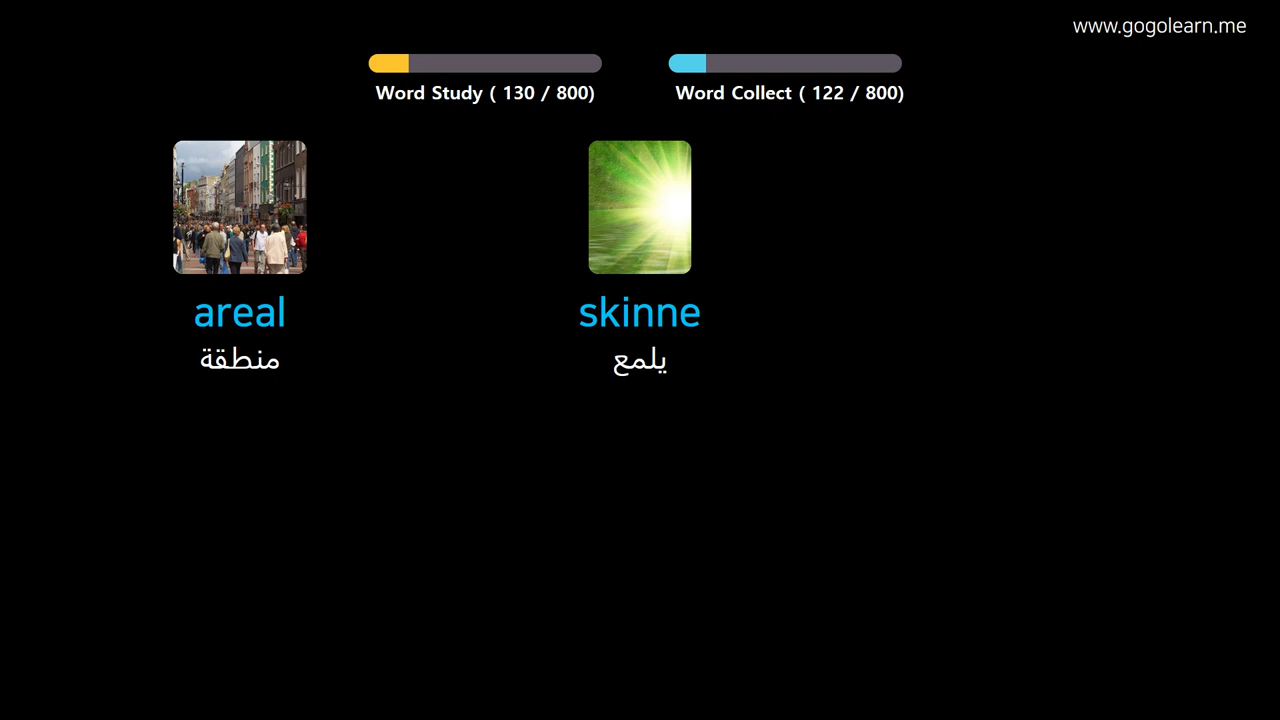 www.gogolearn.me
Word Study ( 130 / 800)
Word Collect ( 122 / 800)
areal
منطقة
skinne
يلمع